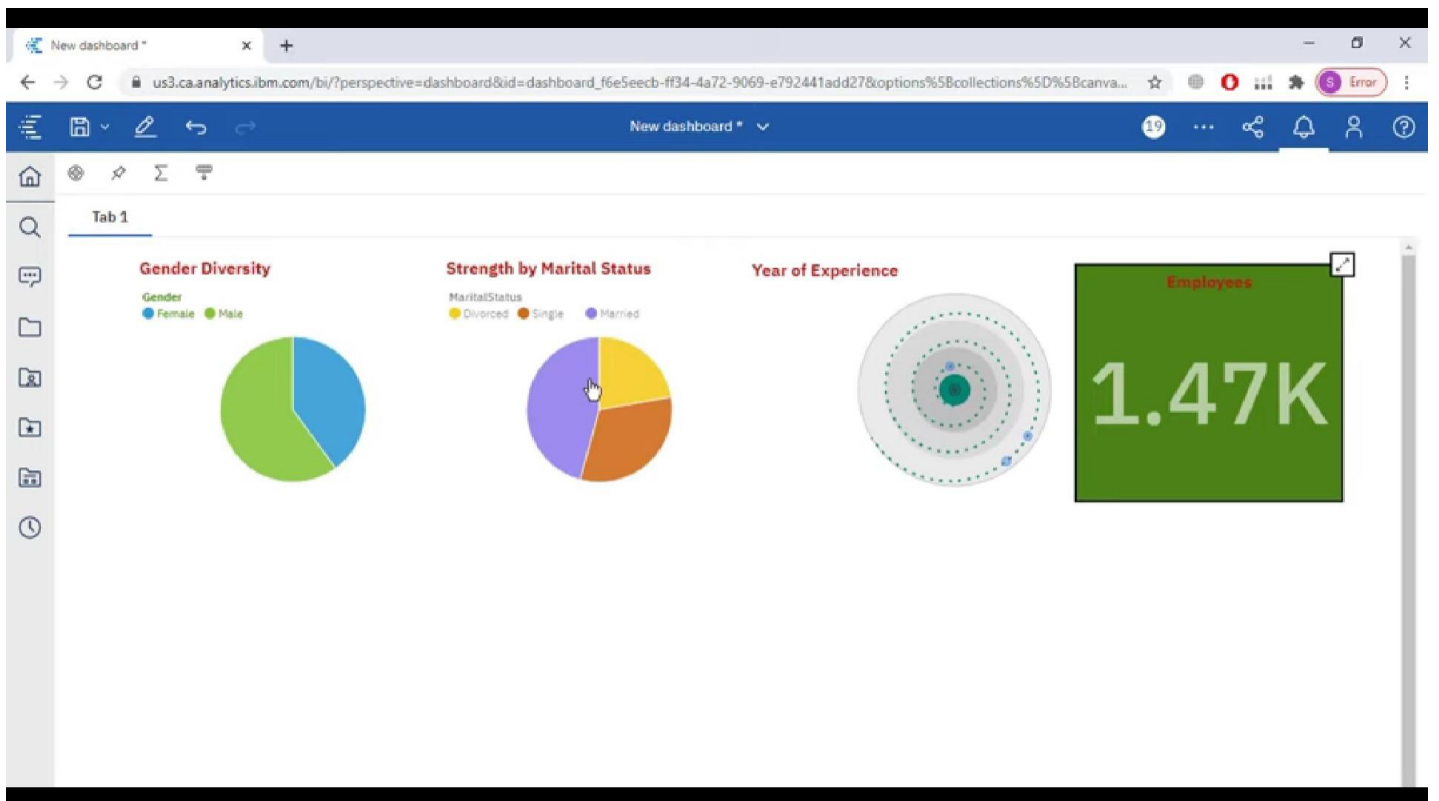 New dashboard *
us3.ca.analytics.ibm.com/bi/?perspective=dashboard&id=dashboard_f6e5eecb-ff34-4a72-9069-e792441add27&options%5Bcollections%5D%5Bcanva...
S Error
New dashboard *
19
Tab 1
Gender Diversity
Strength by Marital Status
Year of Experience
Employees
Gender
Female Male
MaritalStatus
Divorced Single Married
1.47K